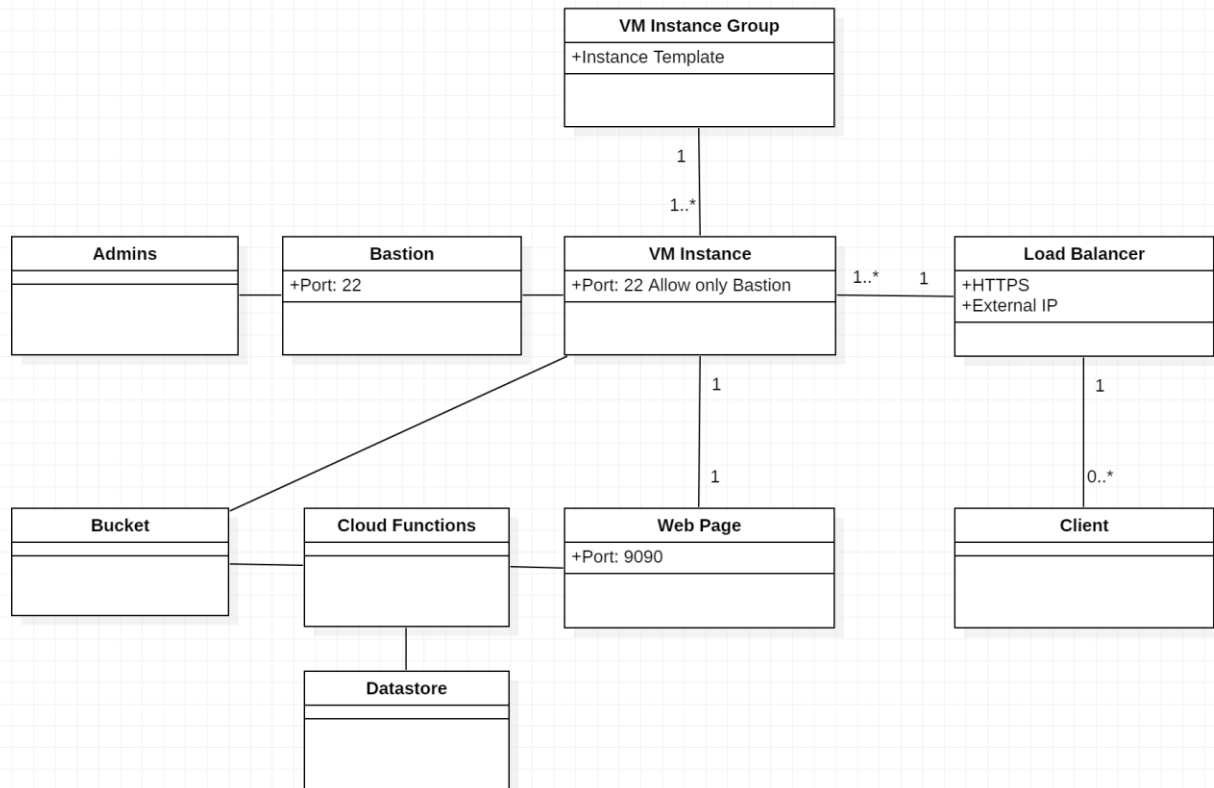 VM Instance Group
+Instance Template
1
1..*
Admins
Bastion
+Port: 22
VM Instance
+Port: 22 Allow only Bastion
1..*
1
Load Balancer
+HTTPS
+External IP
1
1
1
0..*
Bucket
Cloud Functions
Web Page
+Port: 9090
Client
Datastore